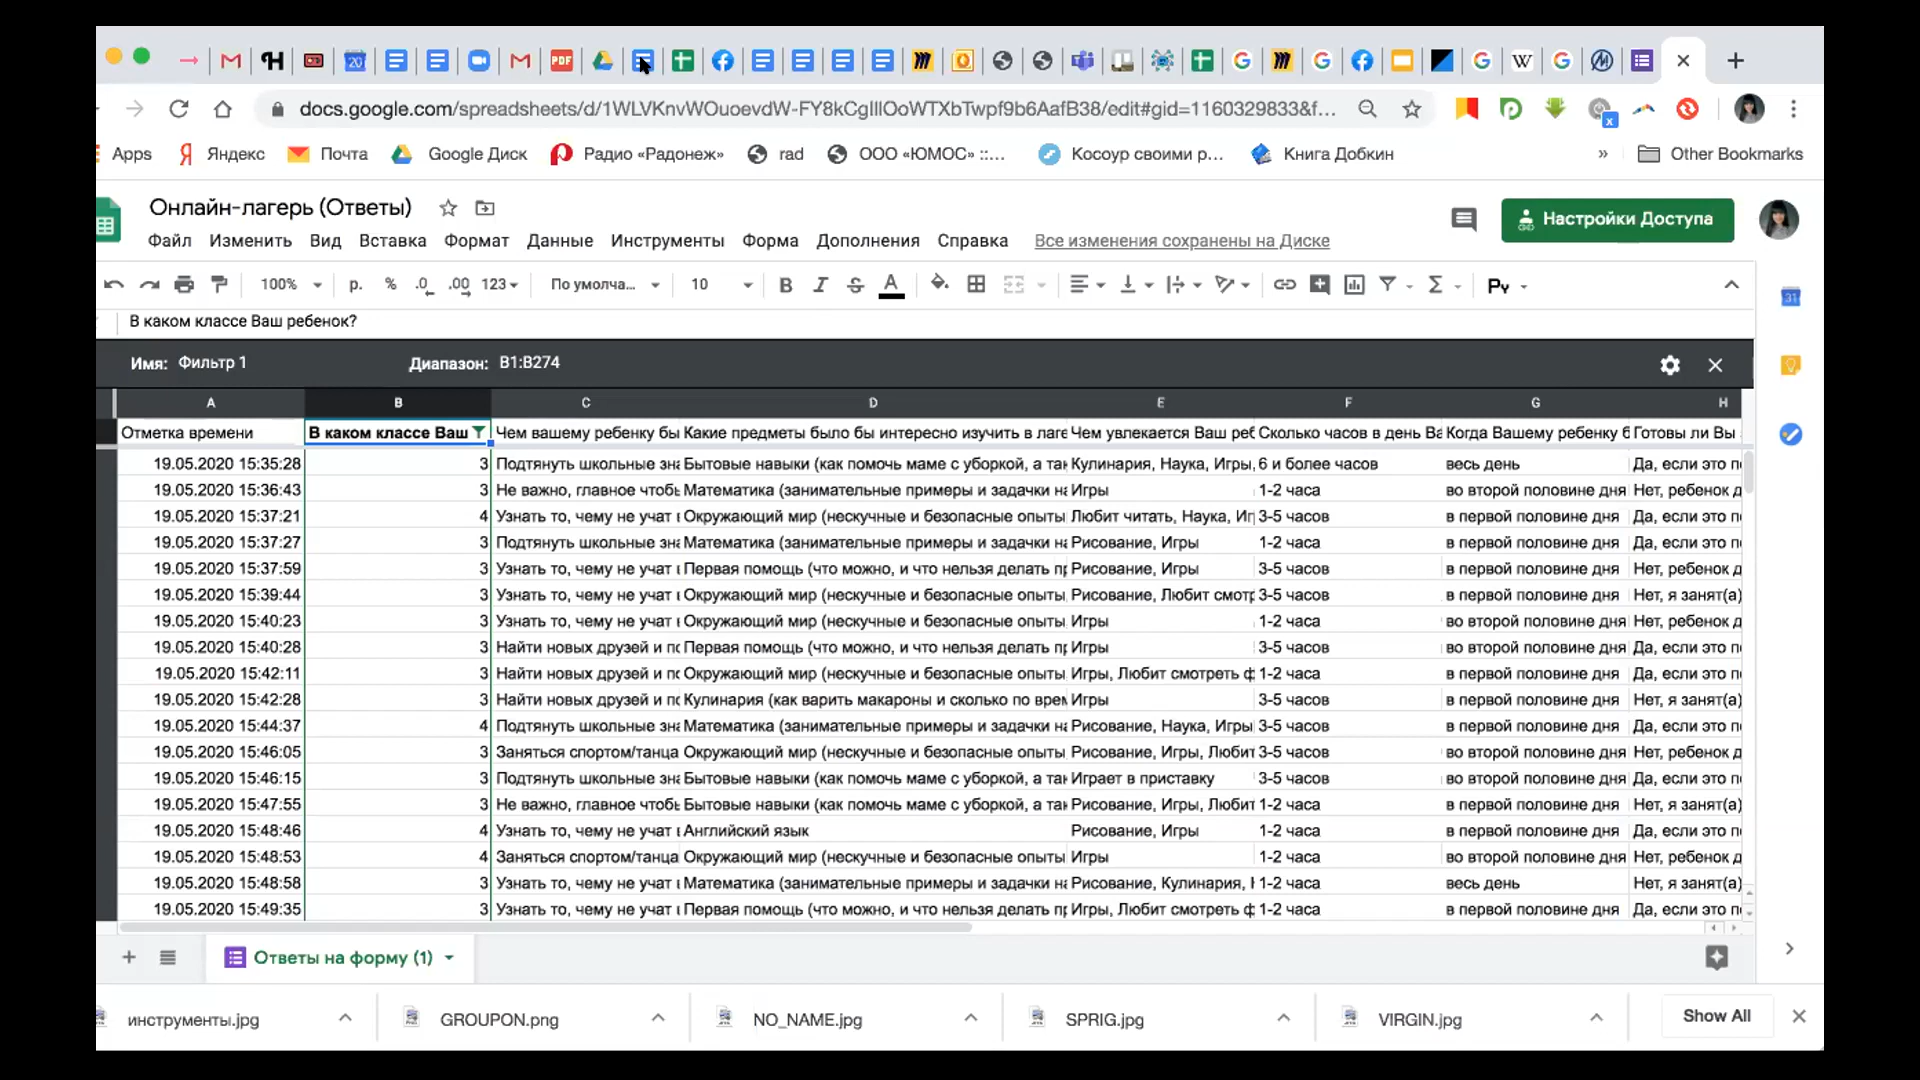 docs.google.com/spreadsheets/d/1WLVKnvWOuoevdW-FY8kCgIllOoWTXbTwpf9b6AafB38/edit#gid=1160329833&f...
Apps Яндекс Почта Google Диск Радио «Радонеж» rad ООО «ЮМОС» ::... Косоур своими р... Книга Добкин » Other Bookmarks
Онлайн-лагерь (Ответы)
Настройки Доступа
Файл Изменить Вид Вставка Формат Данные Инструменты Форма Дополнения Справка Все изменения сохранены на Диске
100% р. % .0 .00 123 По умолча... 10 B I S A Σ Ру
В каком классе Ваш ребенок?
Имя: Фильтр 1 Диапазон: B1:B274
A B C D E F G H
Отметка времени В каком классе Ваш Чем вашему ребенку бы Какие предметы было бы интересно изучить в лаге Чем увлекается Ваш реб Сколько часов в день Ва Когда Вашему ребенку б Готовы ли Вы
19.05.2020 15:35:28 3 Подтянуть школьные зна Бытовые навыки (как помочь маме с уборкой, а так Кулинария, Наука, Игры, 6 и более часов весь день Да, если это п
19.05.2020 15:36:43 3 Не важно, главное чтобь Математика (занимательные примеры и задачки на Игры 1-2 часа во второй половине дня Нет, ребенок д
19.05.2020 15:37:21 4 Узнать то, чему не учат Окружающий мир (нескучные и безопасные опыты Любит читать, Наука, Иг 3-5 часов в первой половине дня Да, если это п
19.05.2020 15:37:27 3 Подтянуть школьные зна Математика (занимательные примеры и задачки на Рисование, Игры 1-2 часа в первой половине дня Да, если это п
19.05.2020 15:37:59 3 Узнать то, чему не учат Первая помощь (что можно, и что нельзя делать пр Рисование, Игры 3-5 часов в первой половине дня Нет, ребенок д
19.05.2020 15:39:44 3 Узнать то, чему не учат Окружающий мир (нескучные и безопасные опыты, Рисование, Любит смотр 3-5 часов в первой половине дня Нет, я занят(а)
19.05.2020 15:40:23 3 Узнать то, чему не учат Окружающий мир (нескучные и безопасные опыты, Игры 1-2 часа во второй половине дня Нет, ребенок д
19.05.2020 15:40:28 3 Найти новых друзей и по Первая помощь (что можно, и что нельзя делать пр Игры 3-5 часов во второй половине дня Да, если это п
19.05.2020 15:42:11 3 Найти новых друзей и по Окружающий мир (нескучные и безопасные опыты, Игры, Любит смотреть ф 1-2 часа в первой половине дня Да, если это п
19.05.2020 15:42:28 3 Найти новых друзей и по Кулинария (как варить макароны и сколько по врем Игры 3-5 часов в первой половине дня Нет, я занят(а)
19.05.2020 15:44:37 4 Подтянуть школьные зна Математика (занимательные примеры и задачки на Рисование, Наука, Игры 3-5 часов в первой половине дня Да, если это п
19.05.2020 15:46:05 3 Заняться спортом/танца Окружающий мир (нескучные и безопасные опыты, Рисование, Игры, Любит 3-5 часов во второй половине дня Нет, ребенок д
19.05.2020 15:46:15 3 Подтянуть школьные зна Бытовые навыки (как помочь маме с уборкой, а так Играет в приставку 3-5 часов во второй половине дня Да, если это п
19.05.2020 15:47:55 3 Не важно, главное чтобь Бытовые навыки (как помочь маме с уборкой, а так Рисование, Игры, Любит 1-2 часа в первой половине дня Нет, я занят(а)
19.05.2020 15:48:46 4 Узнать то, чему не учат Английский язык Рисование, Игры 1-2 часа в первой половине дня Да, если это п
19.05.2020 15:48:53 4 Заняться спортом/танца Окружающий мир (нескучные и безопасные опыты Игры 1-2 часа во второй половине дня Нет, ребенок д
19.05.2020 15:48:58 3 Узнать то, чему не учат Математика (занимательные примеры и задачки на Рисование, Кулинария, 1-2 часа весь день Нет, я занят(а)
19.05.2020 15:49:35 3 Узнать то, чему не учат Первая помощь (что можно, и что нельзя делать пр Игры, Любит смотреть ф 1-2 часа в первой половине дня Да, если это п
Ответы на форму (1)
инструменты.jpg GROUPON.png NO_NAME.jpg SPRIG.jpg VIRGIN.jpg Show All